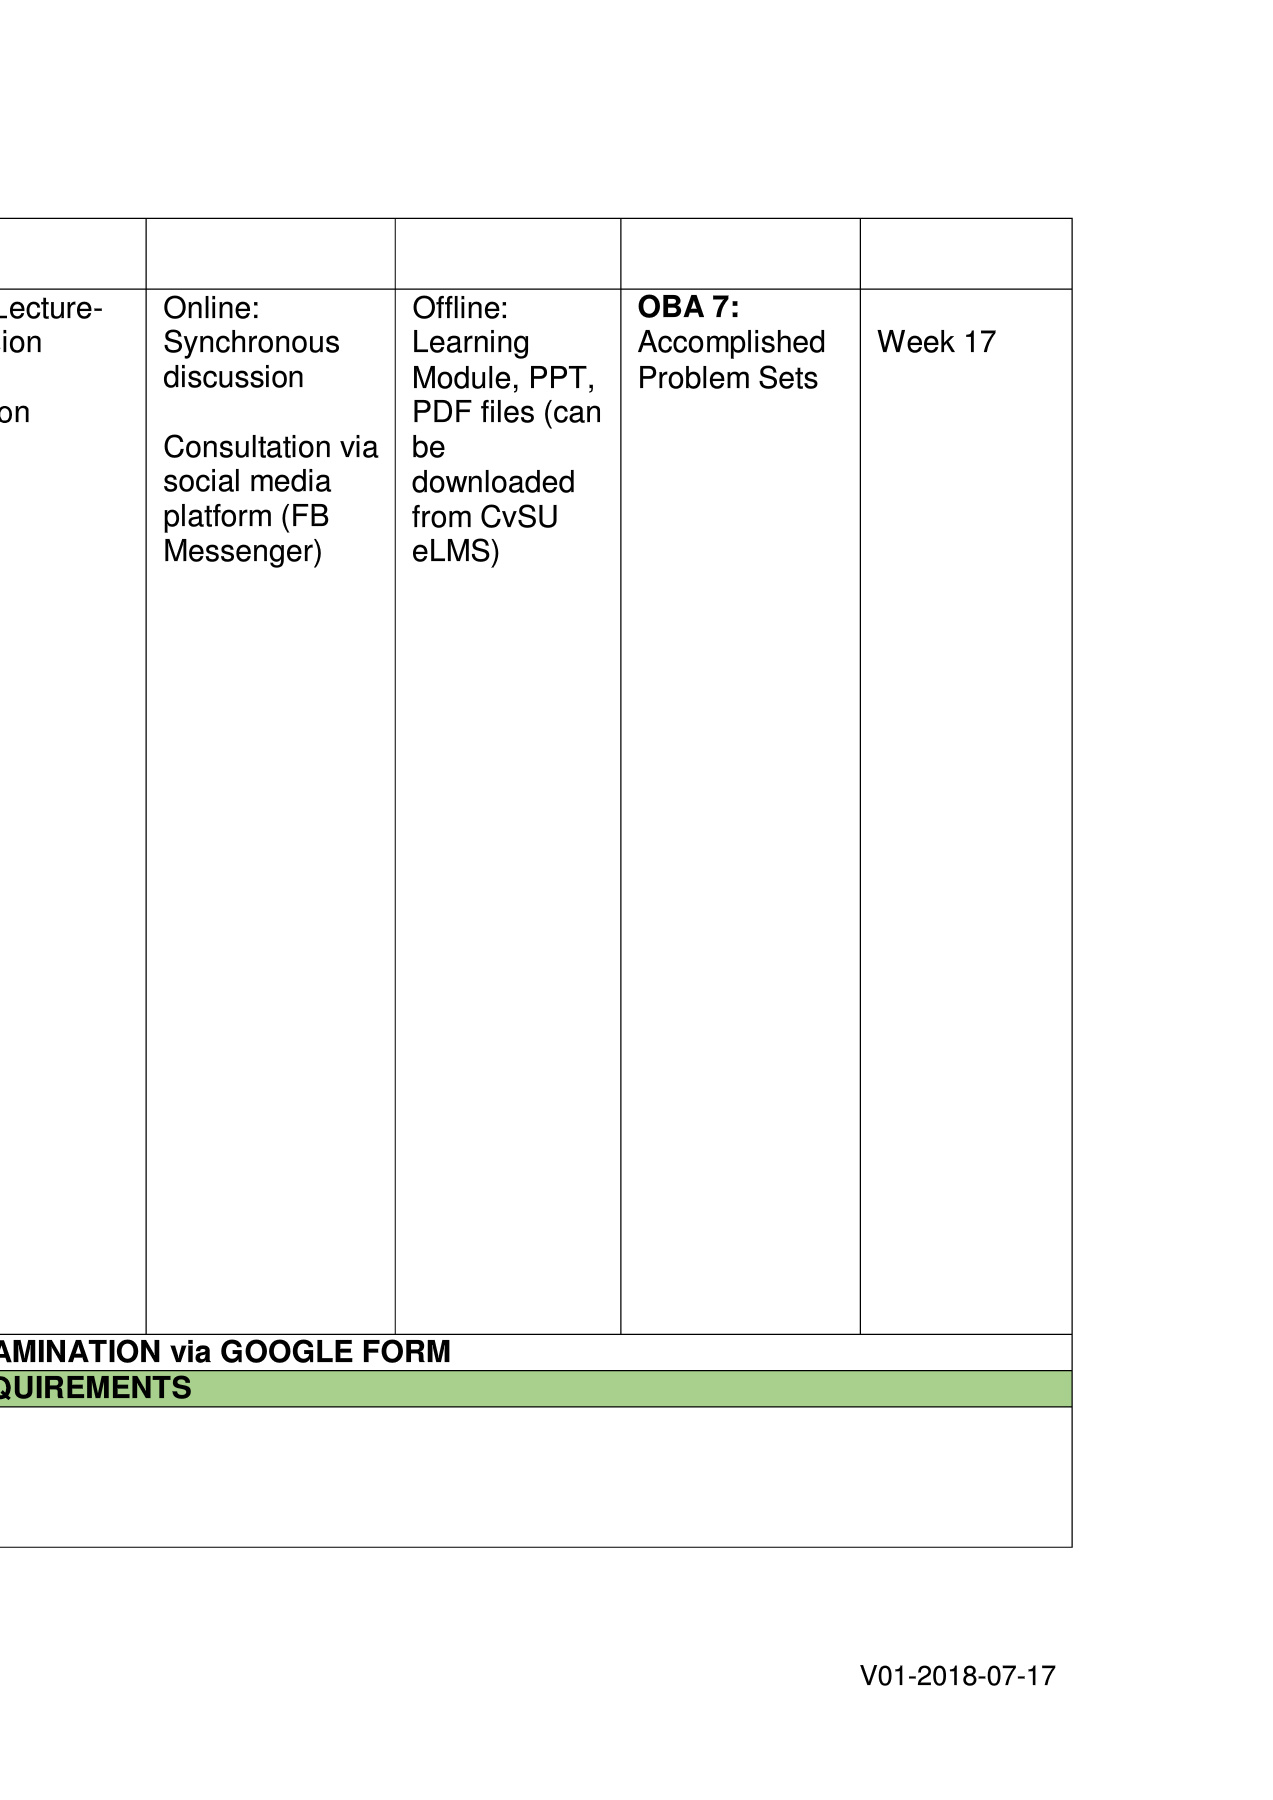 Lecture-
ion
on
Online:
Synchronous
discussion
Consultation via
social media
platform (FB
Messenger)
Offline:
Learning
Module, PPT,
PDF files (can
be
downloaded
from CvSU
eLMS)
OBA 7:
Accomplished
Problem Sets
Week 17
AMINATION via GOOGLE FORM
QUIREMENTS
V01-2018-07-17